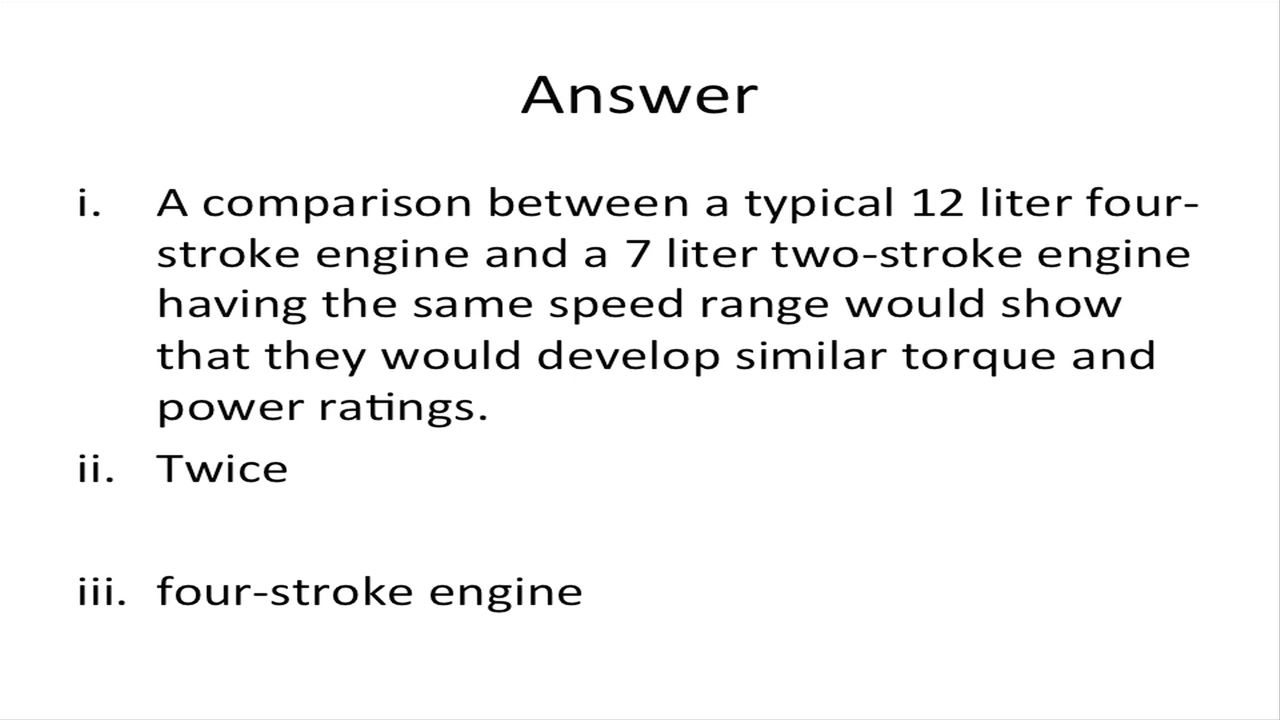 Answer
i. A comparison between a typical 12 liter four-
stroke engine and a 7 liter two-stroke engine
having the same speed range would show
that they would develop similar torque and
power ratings.
ii. Twice
iii. four-stroke engine